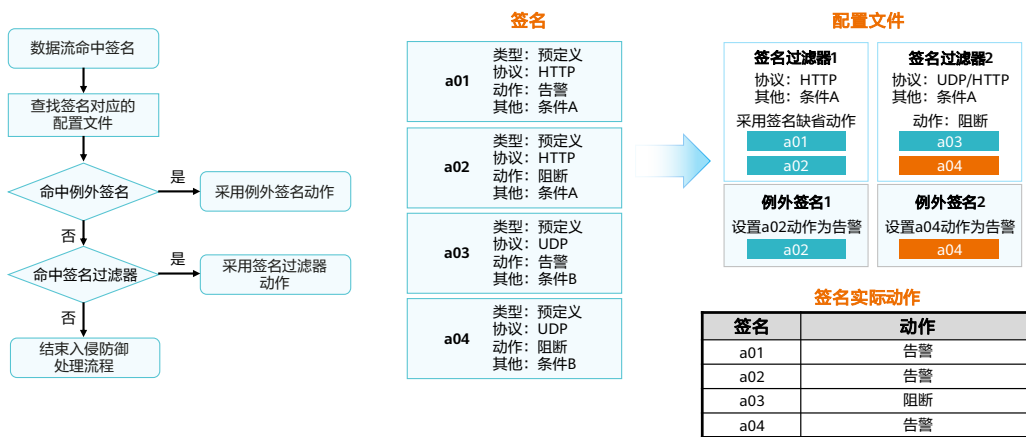 数据流命中签名
查找签名对应的
配置文件
命中例外签名
是
采用例外签名动作
否
命中签名过滤器
是
采用签名过滤器
动作
否
结束入侵防御
处理流程
签名
a01
类型：预定义
协议：HTTP
动作：告警
其他：条件A
a02
类型：预定义
协议：HTTP
动作：阻断
其他：条件A
a03
类型：预定义
协议：UDP
动作：告警
其他：条件B
a04
类型：预定义
协议：UDP
动作：阻断
其他：条件B
配置文件
签名过滤器1
协议：HTTP
其他：条件A
采用签名缺省动作
a01
a02
签名过滤器2
协议：UDP/HTTP
其他：条件A
动作：阻断
a03
a04
例外签名1
设置a02动作为告警
a02
例外签名2
设置a04动作为告警
a04
签名实际动作
签名 动作
a01 告警
a02 告警
a03 阻断
a04 告警